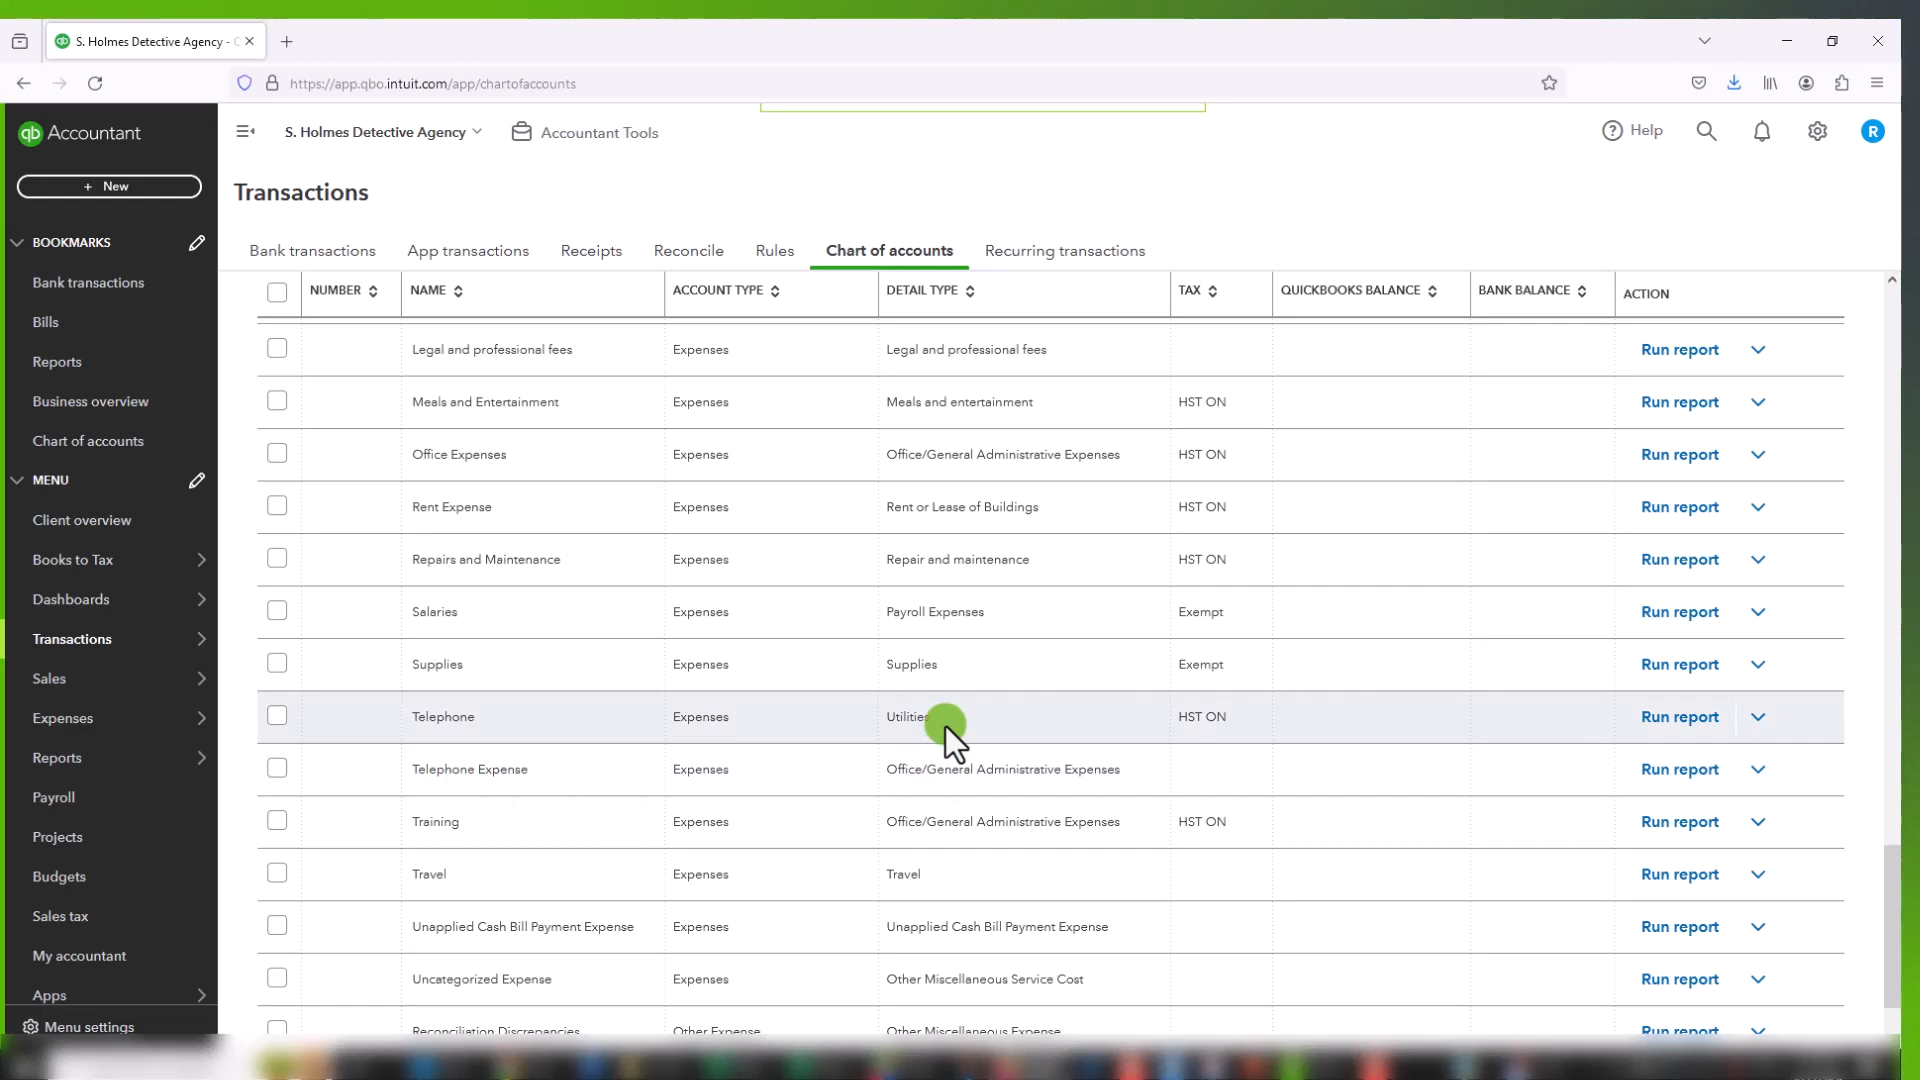 S. Holmes Detective Agency - C
https://app.qbo.intuit.com/app/chartofaccounts
qb Accountant
S. Holmes Detective Agency
Accountant Tools
Help
R
+ New
Transactions
BOOKMARKS
Bank transactions
App transactions
Receipts
Reconcile
Rules
Chart of accounts
Recurring transactions
Bank transactions
Bills
Reports
Business overview
Chart of accounts
MENU
Client overview
Books to Tax
Dashboards
Transactions
Sales
Expenses
Reports
Payroll
Projects
Budgets
Sales tax
My accountant
Apps
Menu settings
NUMBER NAME ACCOUNT TYPE DETAIL TYPE TAX QUICKBOOKS BALANCE BANK BALANCE ACTION
Legal and professional fees Expenses Legal and professional fees Run report
Meals and Entertainment Expenses Meals and entertainment HST ON Run report
Office Expenses Expenses Office/General Administrative Expenses HST ON Run report
Rent Expense Expenses Rent or Lease of Buildings HST ON Run report
Repairs and Maintenance Expenses Repair and maintenance HST ON Run report
Salaries Expenses Payroll Expenses Exempt Run report
Supplies Expenses Supplies Exempt Run report
Telephone Expenses Utilities HST ON Run report
Telephone Expense Expenses Office/General Administrative Expenses Run report
Training Expenses Office/General Administrative Expenses HST ON Run report
Travel Expenses Travel Run report
Unapplied Cash Bill Payment Expense Expenses Unapplied Cash Bill Payment Expense Run report
Uncategorized Expense Expenses Other Miscellaneous Service Cost Run report
Reconciliation Discrepancies Other Expense Other Miscellaneous Expense Run report